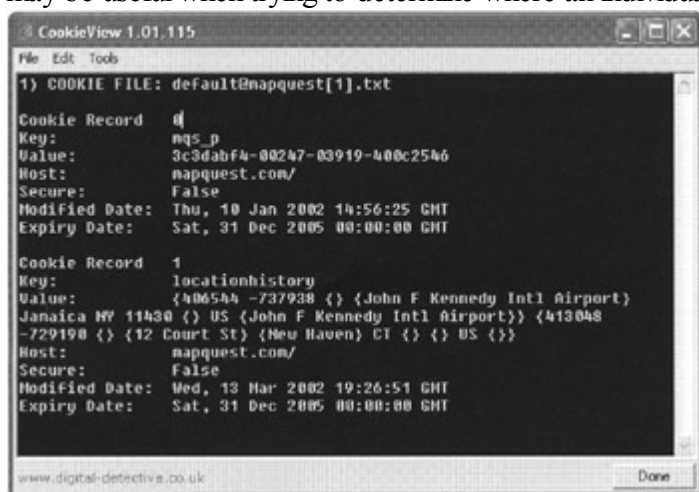 may be useful when trying to determine where an individual
CookieView 1.01.115
File Edit Tools
1) COOKIE FILE: default@mapquest[1].txt
Cookie Record 0
Key: mqs_p
Value: 3c3dabf4-00247-03919-400c2546
Host: mapquest.com/
Secure: False
Modified Date: Thu, 10 Jan 2002 14:56:25 GMT
Expiry Date: Sat, 31 Dec 2005 00:00:00 GMT
Cookie Record 1
Key: locationhistory
Value: {406544 -737938 {} {John F Kennedy Intl Airport}
Jamaica NY 11430 {} US {John F Kennedy Intl Airport}} {413048
-729190 {} {12 Court St} {New Haven} CT {} {} US {}}
Host: mapquest.com/
Secure: False
Modified Date: Wed, 13 Mar 2002 19:26:51 GMT
Expiry Date: Sat, 31 Dec 2005 00:00:00 GMT
www.digital-detective.co.uk
Done